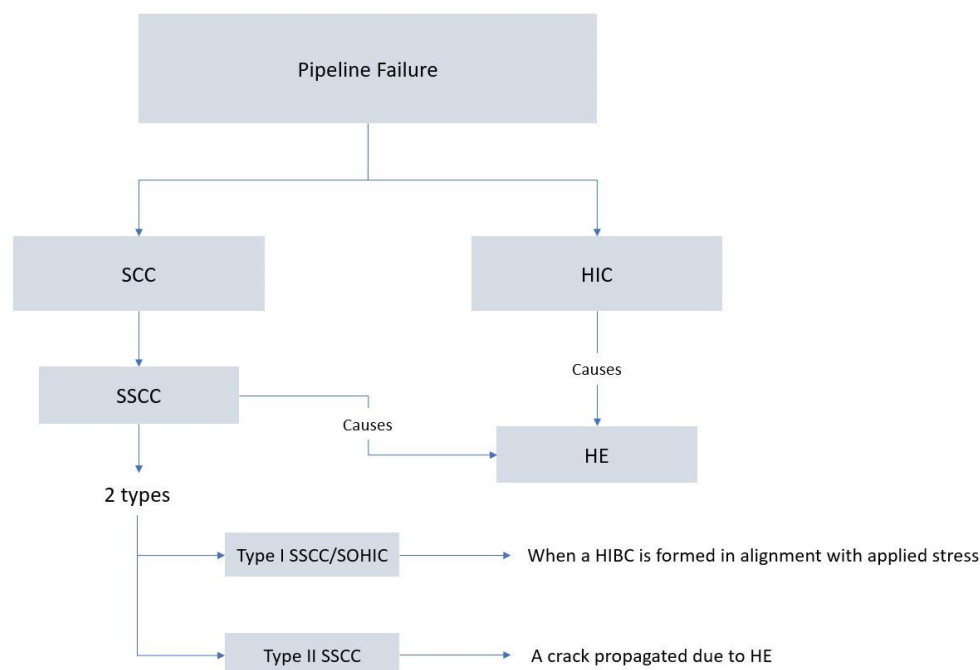 Pipeline Failure
SCC
HIC
Causes
SSCC
Causes
HE
2 types
Type I SSCC/SOHIC
When a HIBC is formed in alignment with applied stress
Type II SSCC
A crack propagated due to HE